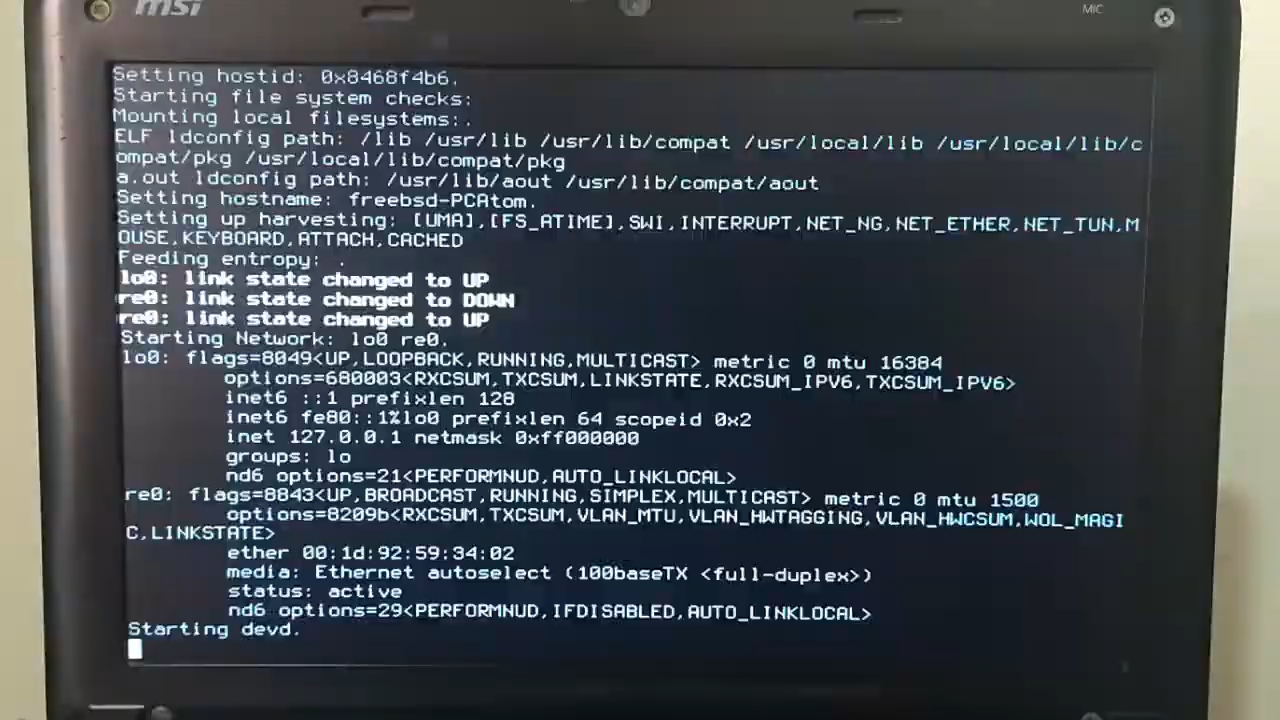 msi
MIC
Setting hostid: 0x8468f4b6.
Starting file system checks:
Mounting local filesystems:.
ELF ldconfig path: /lib /usr/lib /usr/lib/compat /usr/local/lib /usr/local/lib/c
ompat/pkg /usr/local/lib/compat/pkg
a.out ldconfig path: /usr/lib/aout /usr/lib/compat/aout
Setting hostname: freebsd-PCAtom.
Setting up harvesting: [UMA],[FS_ATIME],SWI,INTERRUPT,NET_NG,NET_ETHER,NET_TUN,M
OUSE,KEYBOARD,ATTACH,CACHED
Feeding entropy: .
lo0: link state changed to UP
re0: link state changed to DOWN
re0: link state changed to UP
Starting Network: lo0 re0.
lo0: flags=8049<UP,LOOPBACK,RUNNING,MULTICAST> metric 0 mtu 16384
options=680003<RXCSUM,TXCSUM,LINKSTATE,RXCSUM_IPV6,TXCSUM_IPV6>
inet6 ::1 prefixlen 128
inet6 fe80::1%lo0 prefixlen 64 scopeid 0x2
inet 127.0.0.1 netmask 0xff000000
groups: lo
nd6 options=21<PERFORMNUD,AUTO_LINKLOCAL>
re0: flags=8843<UP,BROADCAST,RUNNING,SIMPLEX,MULTICAST> metric 0 mtu 1500
options=8209b<RXCSUM,TXCSUM,VLAN_MTU,VLAN_HWTAGGING,VLAN_HWCSUM,WOL_MAGI
C,LINKSTATE>
ether 00:1d:92:59:34:02
media: Ethernet autoselect (100baseTX <full-duplex>)
status: active
nd6 options=29<PERFORMNUD,IFDISABLED,AUTO_LINKLOCAL>
Starting devd.